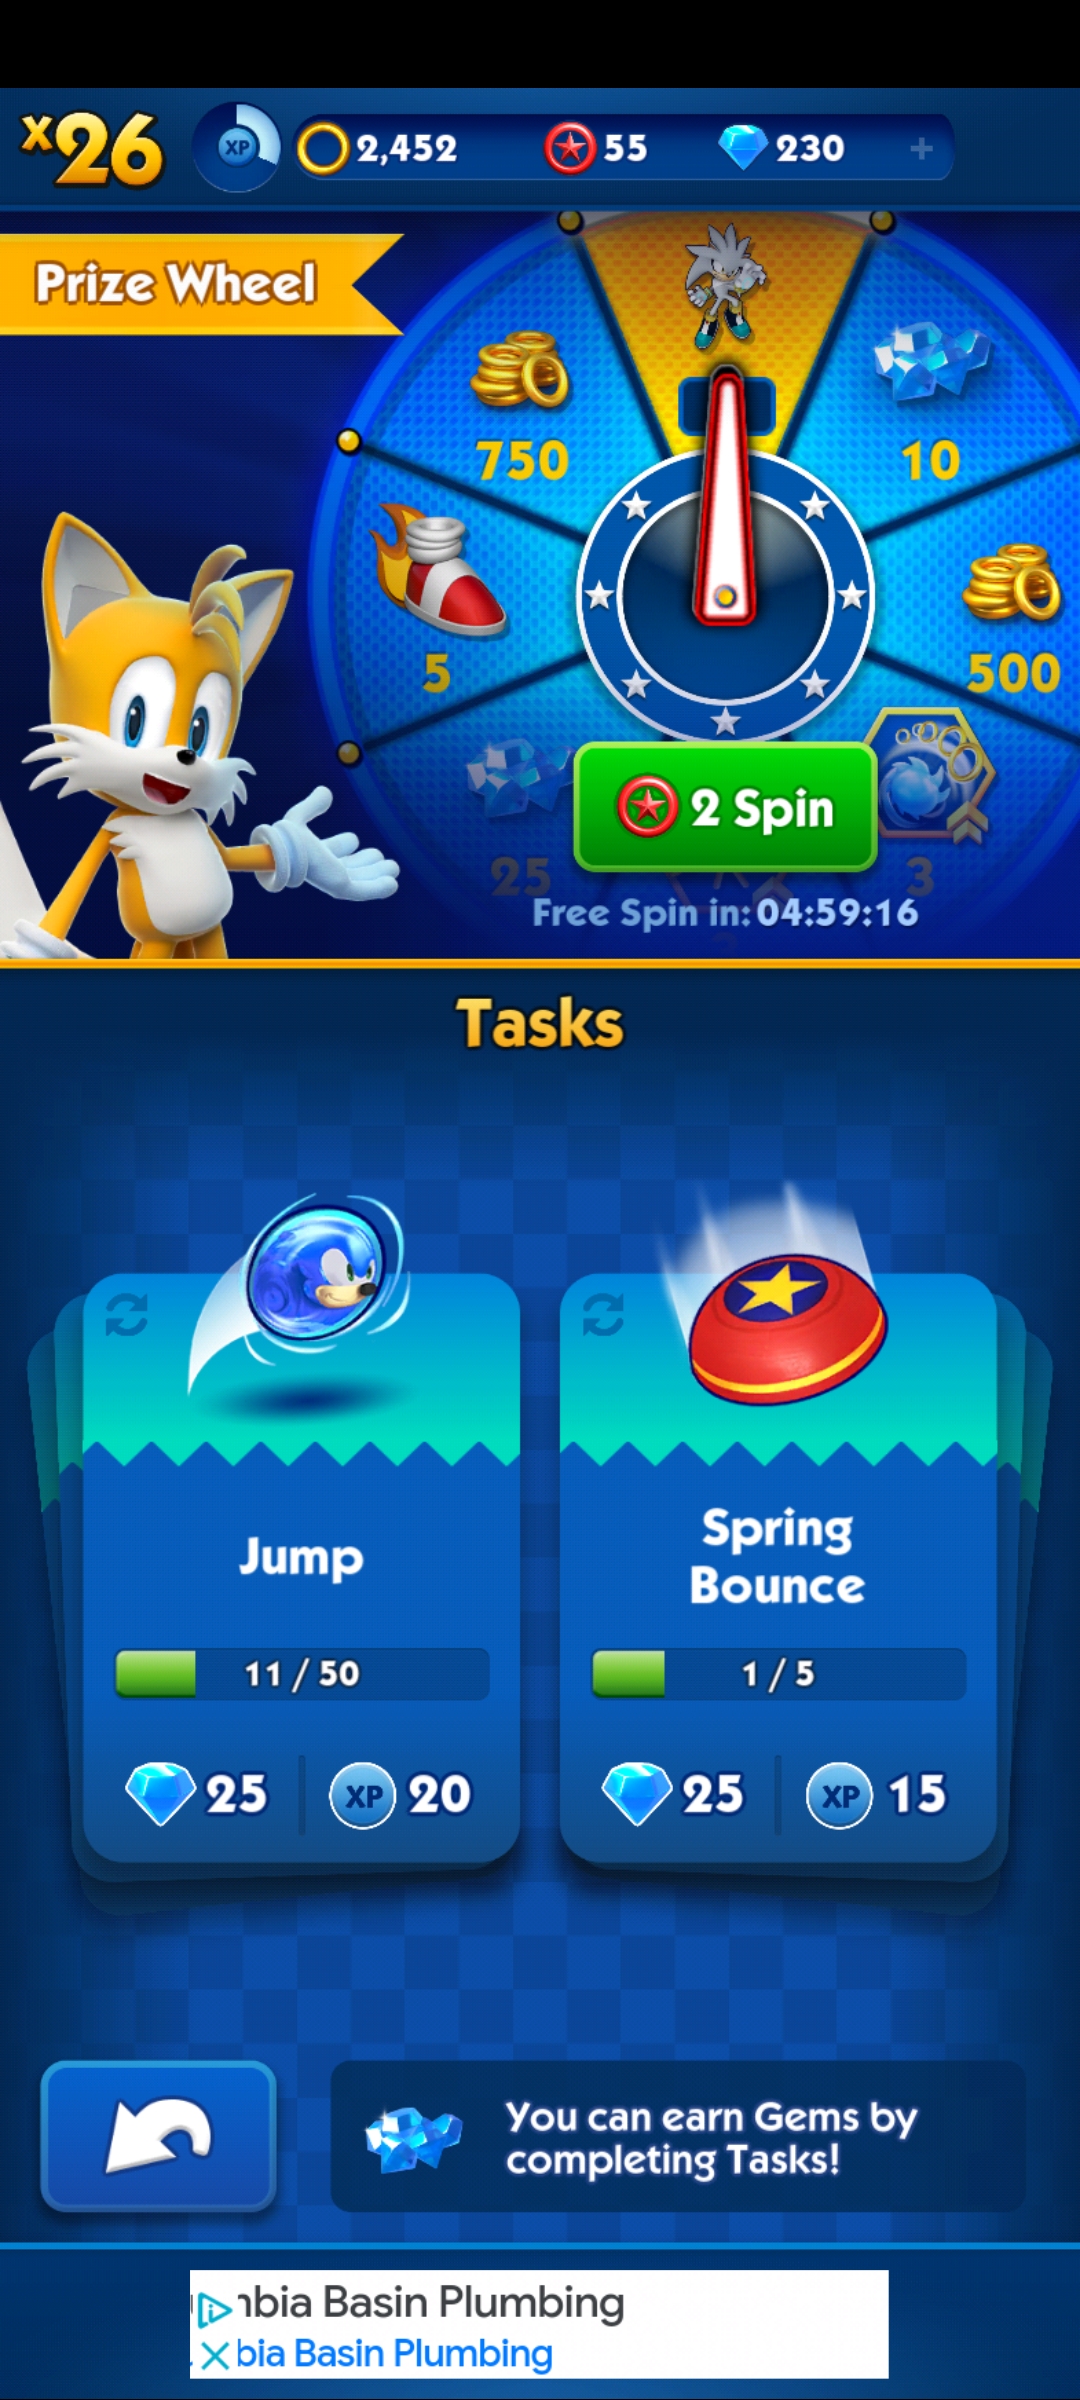 x26
XP
2,452
55
230
+
Prize Wheel
750
10
5
500
25
2 Spin
3
Free Spin in: 04:59:16
Tasks
Jump
Spring
Bounce
11 / 50
1 / 5
25
XP
20
25
XP
15
You can earn Gems by
completing Tasks!
bia Basin Plumbing
bia Basin Plumbing